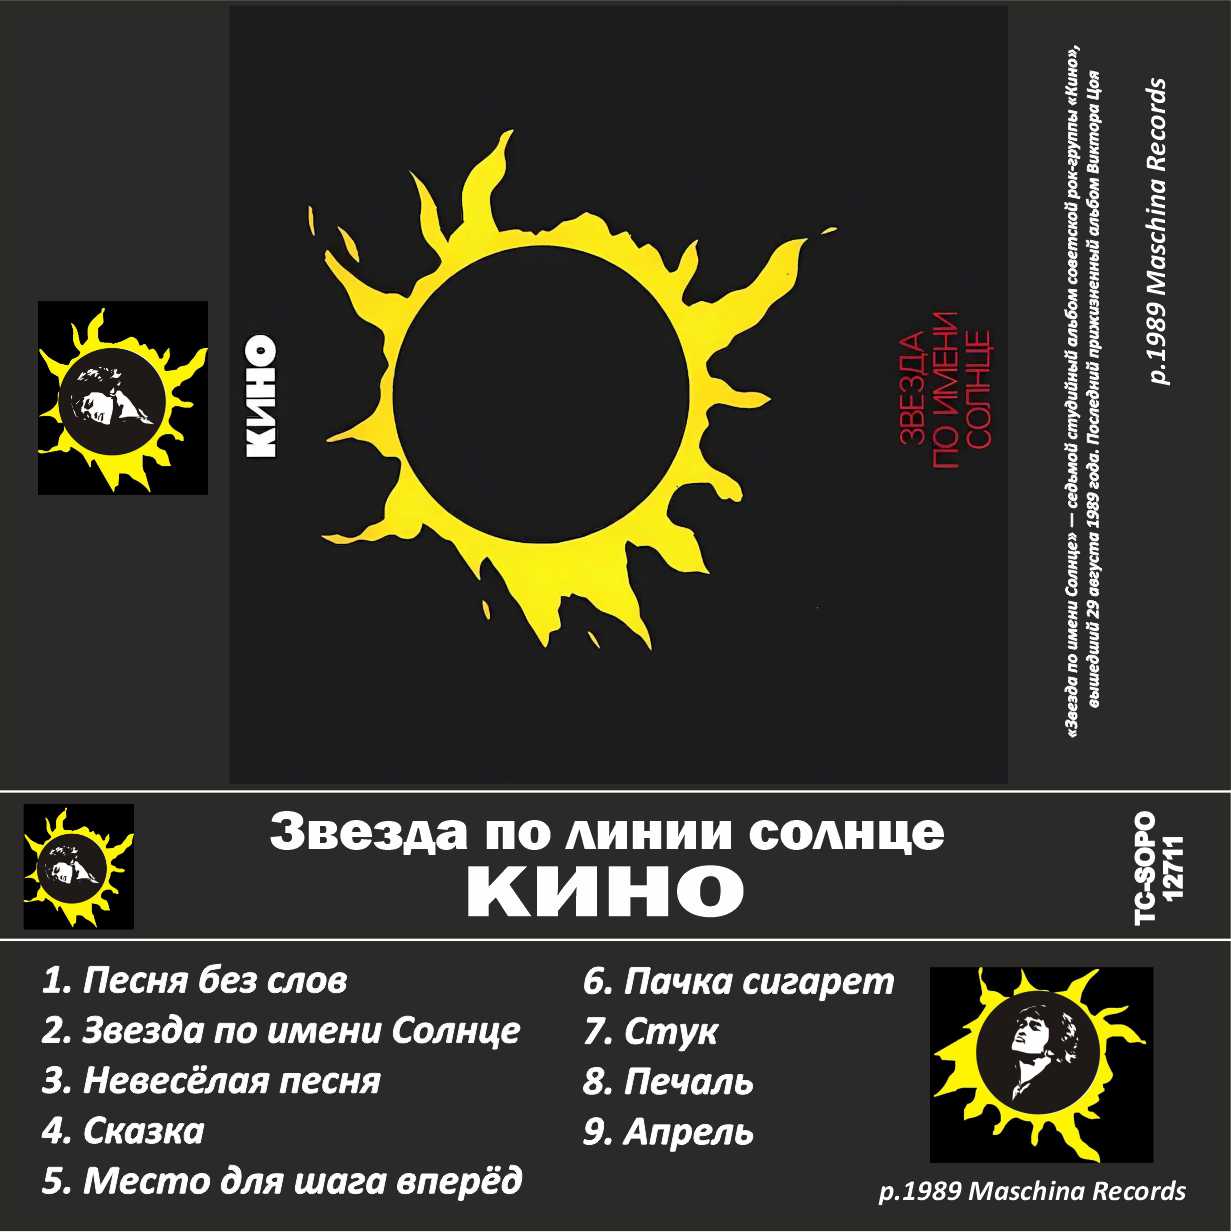 КИНО
ЗВЕЗДА
ПО ИМЕНИ
СОЛНЦЕ
«Звезда по имени Солнце» — седьмой студийный альбом советской рок-группы «Кино»,
вышедший 29 августа 1989 года. Последний прижизненный альбом Виктора Цоя
p.1989 Maschina Records
Звезда по линии солнце
КИНО
TC-SOPO
12711
1. Песня без слов
2. Звезда по имени Солнце
3. Невесёлая песня
4. Сказка
5. Место для шага вперёд
6. Пачка сигарет
7. Стук
8. Печаль
9. Апрель
p.1989 Maschina Records